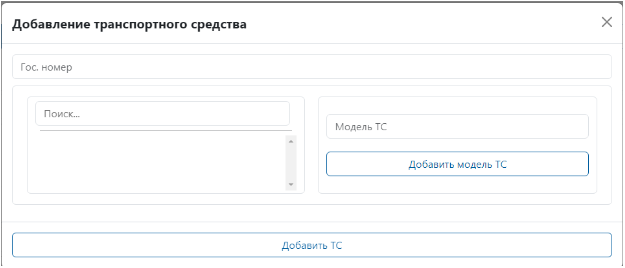 Добавление транспортного средства
Гос. номер
Поиск...
Модель ТС
Добавить модель ТС
Добавить ТС